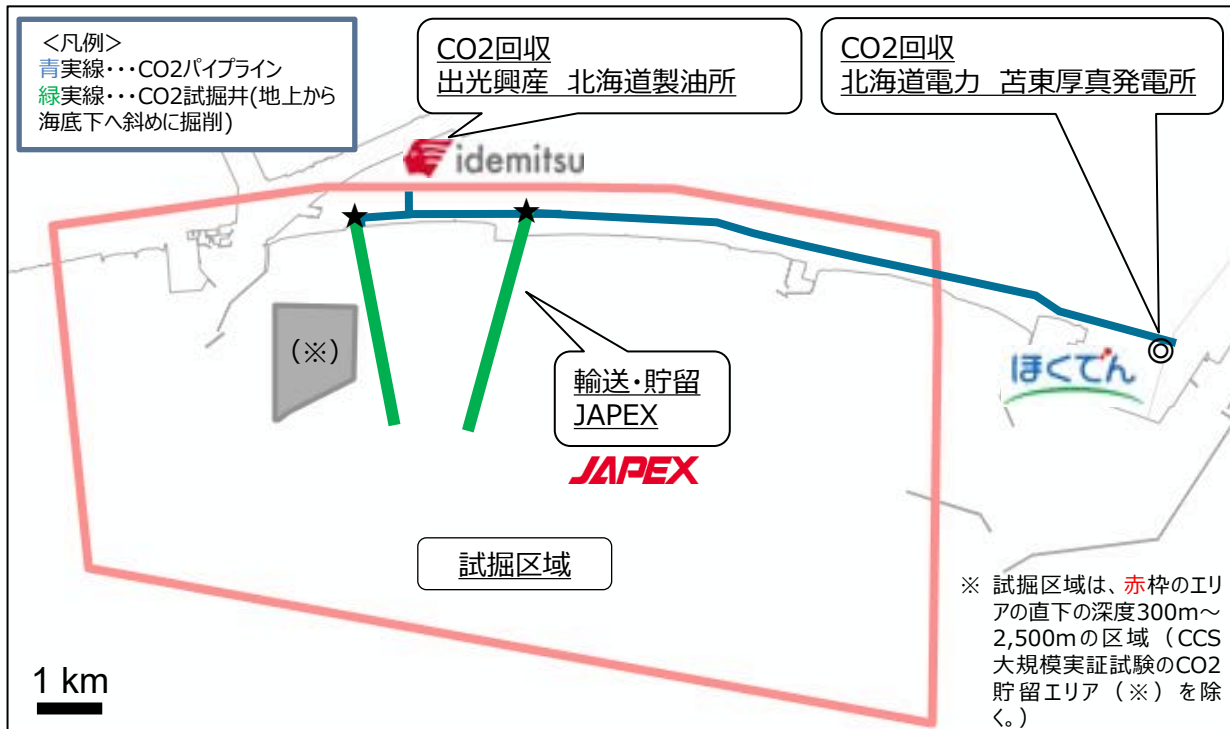 <凡例>
青実線・・・CO2パイプライン
緑実線・・・CO2試掘井(地上から
海底下へ斜めに掘削)
CO2回収
出光興産 北海道製油所
CO2回収
北海道電力 苫東厚真発電所
idemitsu
(※)
輸送・貯留
JAPEX
JAPEX
ほくでん
試掘区域
※ 試掘区域は、赤枠のエリ
アの直下の深度300m～
2,500mの区域（CCS
大規模実証試験のCO2
貯留エリア（※）を除
く。）
1 km